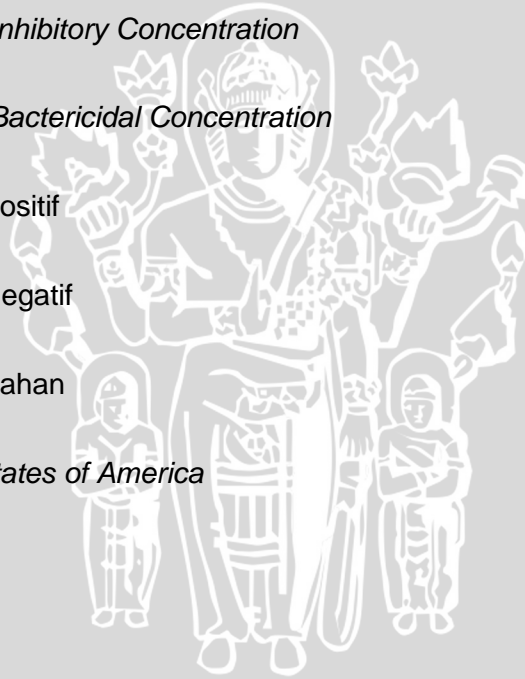 nhibitory Concentration
Bactericidal Concentration
ositif
egatif
ahan
tates of America